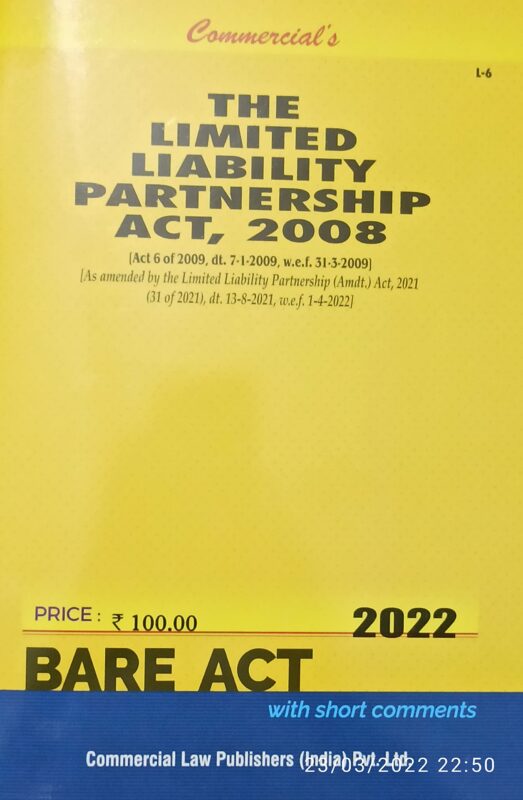 Commercial's
L-6
THE
LIMITED
LIABILITY
PARTNERSHIP
ACT, 2008
[Act 6 of 2009, dt. 7-1-2009, w.e.f. 31-3-2009]
[As amended by the Limited Liability Partnership (Amdt.) Act, 2021
(31 of 2021), dt. 13-8-2021, w.e.f. 1-4-2022]
PRICE : ₹ 100.00
2022
BARE ACT
with short comments
Commercial Law Publishers (India) Pvt. Ltd.
23/03/2022 22:50